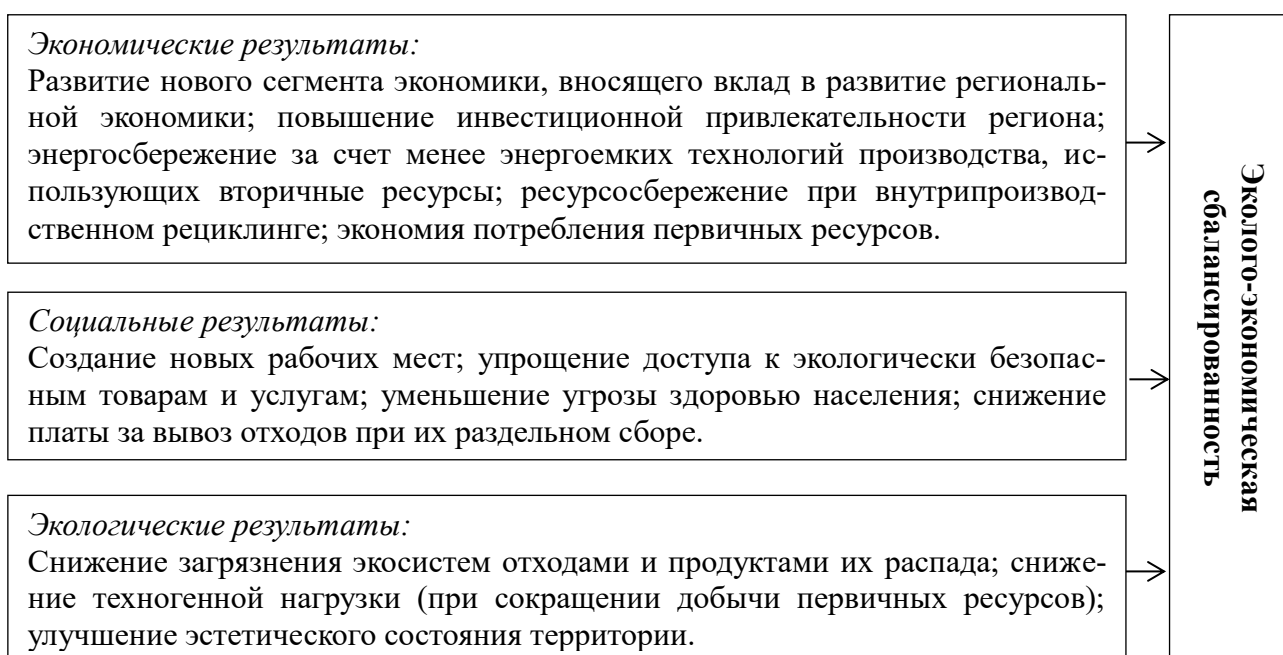 Экономические результаты:
Развитие нового сегмента экономики, вносящего вклад в развитие региональ-
ной экономики; повышение инвестиционной привлекательности региона;
энергосбережение за счет менее энергоемких технологий производства, ис-
пользующих вторичные ресурсы; ресурсосбережение при внутрипроизвод-
ственном рециклинге; экономия потребления первичных ресурсов.
Социальные результаты:
Создание новых рабочих мест; упрощение доступа к экологически безопас-
ным товарам и услугам; уменьшение угрозы здоровью населения; снижение
платы за вывоз отходов при их раздельном сборе.
Экологические результаты:
Снижение загрязнения экосистем отходами и продуктами их распада; сниже-
ние техногенной нагрузки (при сокращении добычи первичных ресурсов);
улучшение эстетического состояния территории.
Эколого-экономическая
сбалансированность